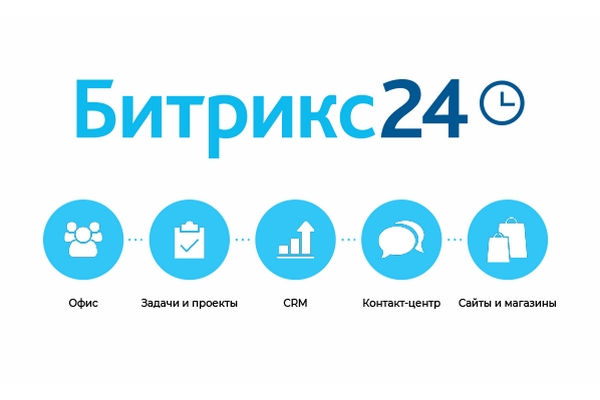 Битрикс24
Офис
Задачи и проекты
CRM
Контакт-центр
Сайты и магазины